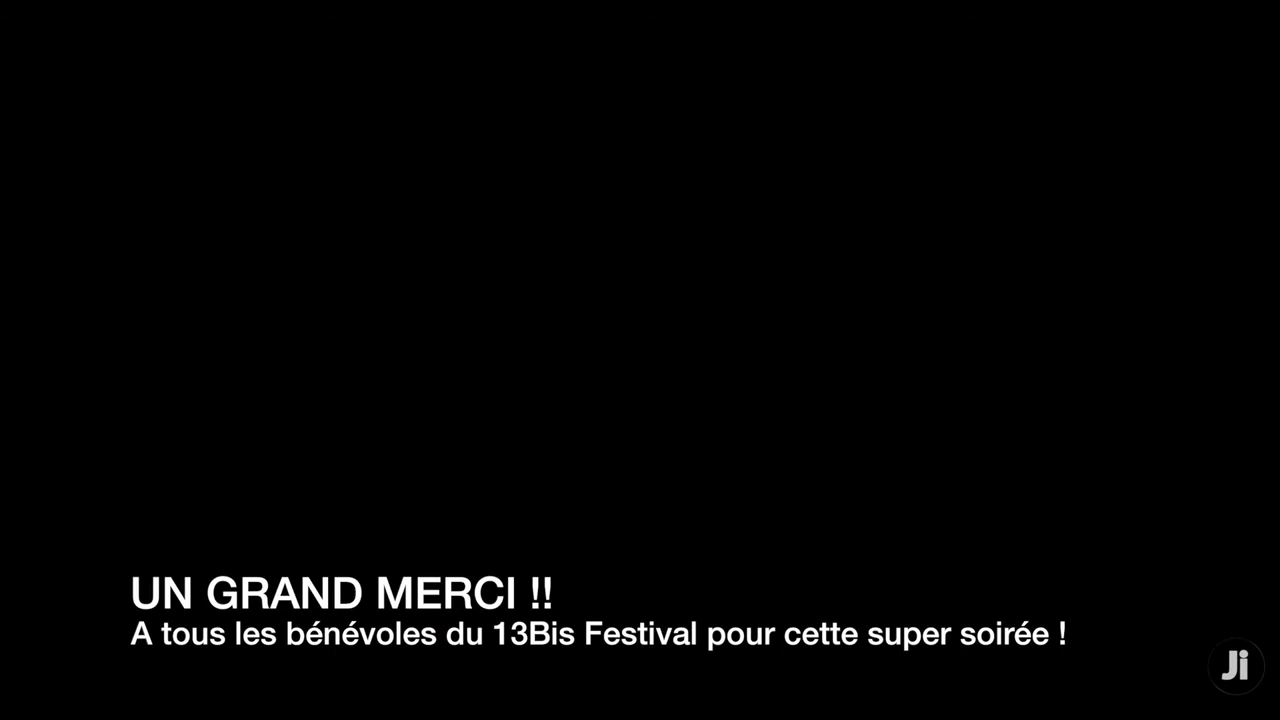 UN GRAND MERCI !!
A tous les bénévoles du 13Bis Festival pour cette super soirée !
Ji